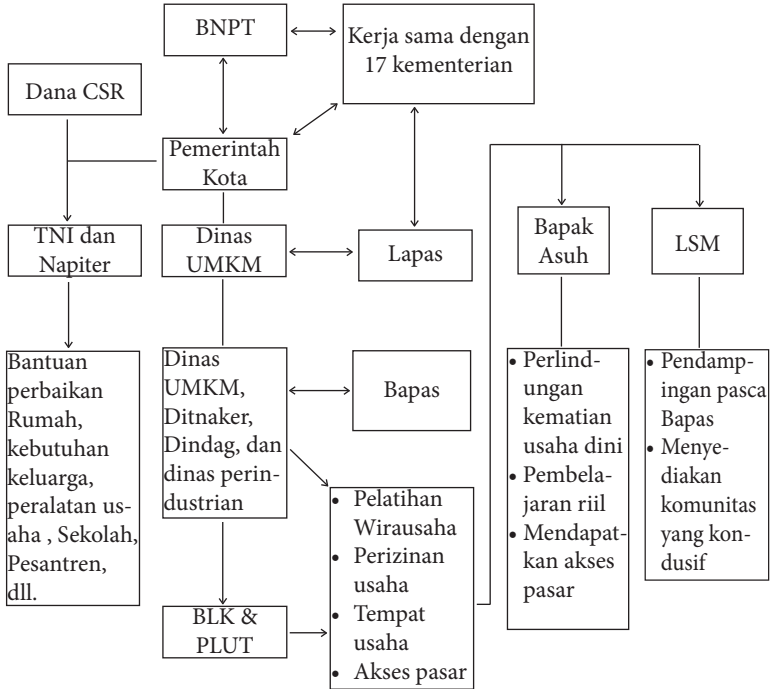 BNPT
Kerja sama dengan
17 kementerian
Dana CSR
Pemerintah
Kota
TNI dan
Napiter
Dinas
UMKM
Lapas
Bapak
Asuh
LSM
Bantuan
perbaikan
Rumah,
kebutuhan
keluarga,
peralatan us-
aha , Sekolah,
Pesantren,
dll.
Dinas
UMKM,
Ditnaker,
Dindag, dan
dinas perin-
dustrian
Bapas
• Perlind-
ungan
kematian
usaha dini
• Pembela-
jaran riil
• Mendapat-
kan akses
pasar
• Pendamp-
ingan pasca
Bapas
• Menye-
diakan
komunitas
yang kon-
dusif
• Pelatihan
Wirausaha
• Perizinan
usaha
• Tempat
usaha
• Akses pasar
BLK &
PLUT